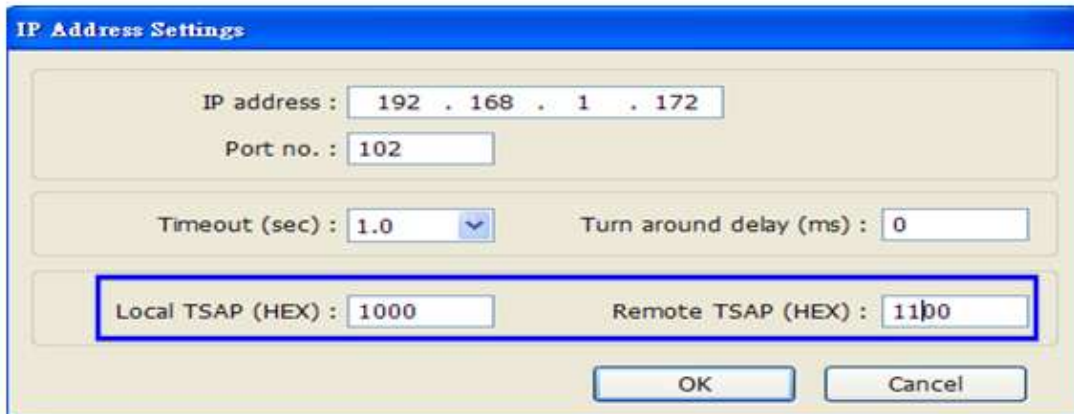 IP Address Settings
IP address : 192 . 168 . 1 . 172
Port no. : 102
Timeout (sec) : 1.0 Turn around delay (ms) : 0
Local TSAP (HEX) : 1000 Remote TSAP (HEX) : 1100
OK Cancel